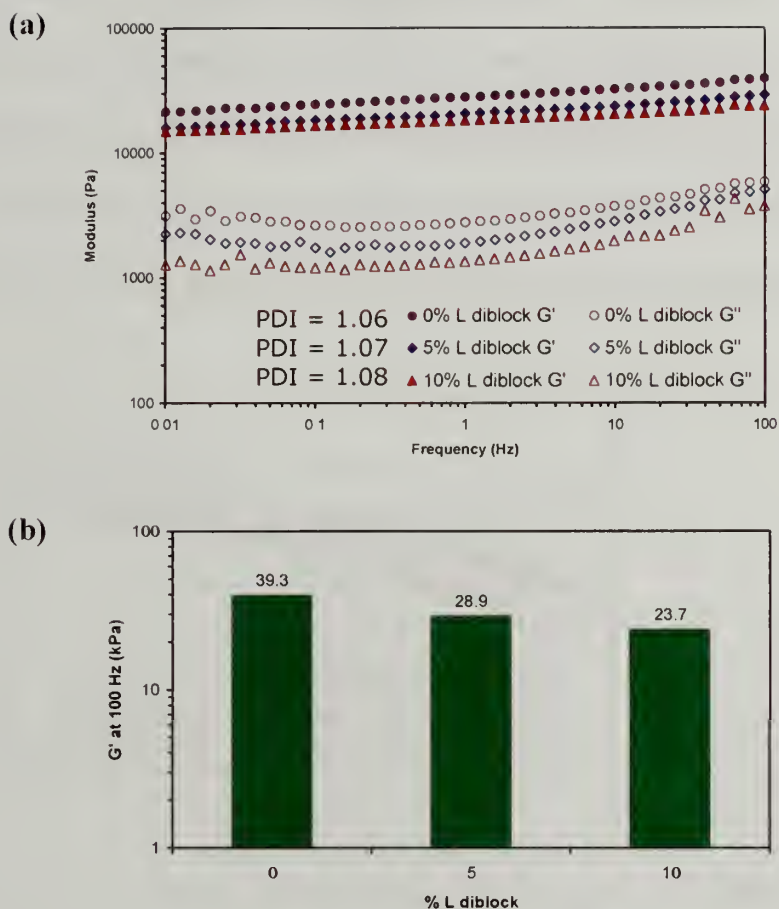 (a)
100000
10000
1000
100
Modulus (Pa)
PDI = 1.06 0% L diblock G' 0% L diblock G"
PDI = 1.07 5% L diblock G' 5% L diblock G"
PDI = 1.08 10% L diblock G' 10% L diblock G"
0 01 0 1 1 10 100
Frequency (Hz)
(b)
100
10
1
G' at 100 Hz (kPa)
39.3
28.9
23.7
0 5 10
% L diblock